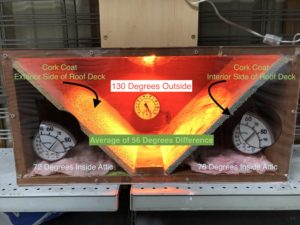 Cork Coat
Exterior Side of Roof Deck
Cork Coat
Interior Side of Roof Deck
130 Degrees Outside
Average of 56 Degrees Difference
72 Degrees Inside Attic
76 Degrees Inside Attic